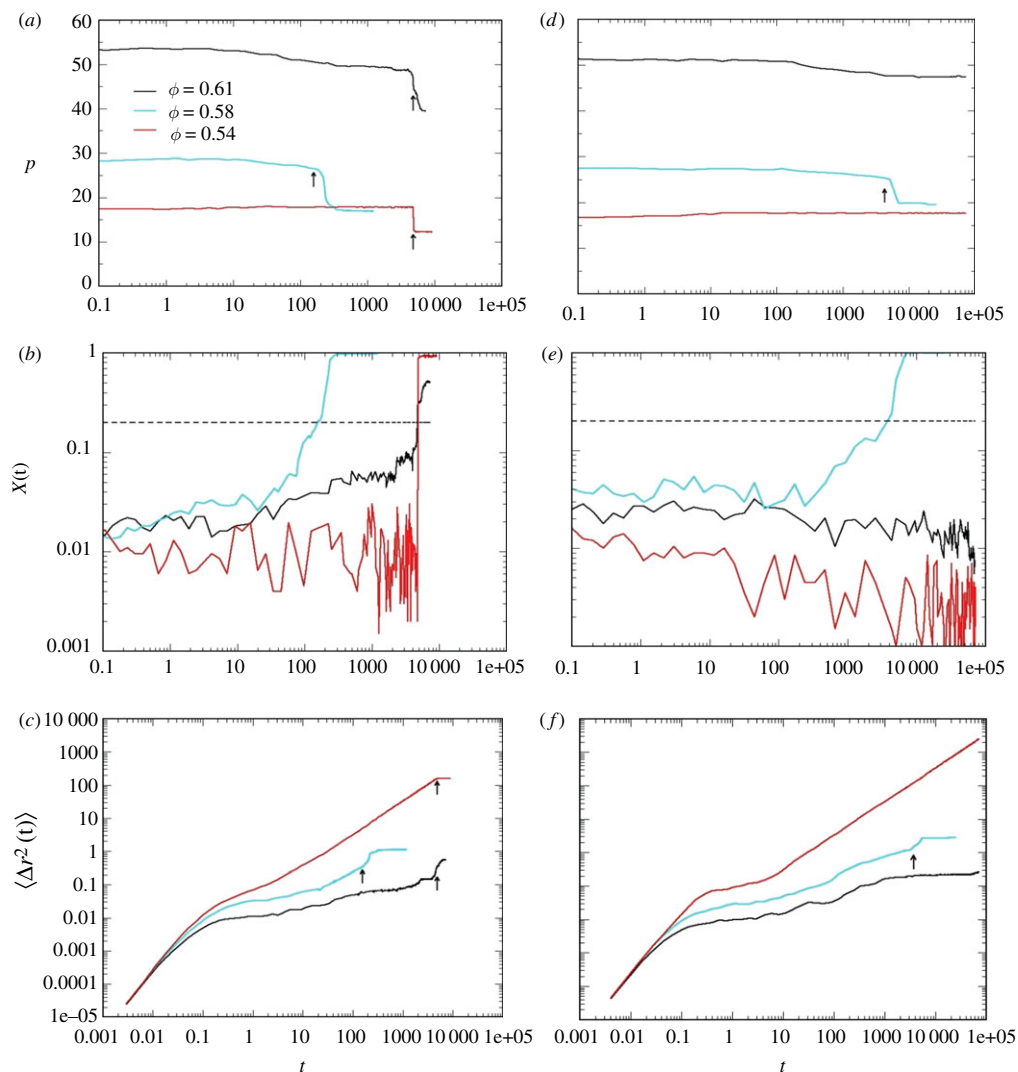 (a)
60
50
40
30
20
10
0
p
ϕ = 0.61
ϕ = 0.58
ϕ = 0.54
0.1 1 10 100 1000 10 000 1e+05
(d)
0.1 1 10 100 1000 10 000 1e+05
(b)
1
0.1
0.01
0.001
X(t)
0.1 1 10 100 1000 10 000 1e+05
(e)
0.1 1 10 100 1000 10 000 1e+05
(c)
10 000
1000
100
10
1
0.1
0.01
0.001
0.0001
1e–05
⟨Δr² (t)⟩
0.001 0.01 0.1 1 10 100 1000 10 000 1e+05
t
(f)
0.001 0.01 0.1 1 10 100 1000 10 000 1e+05
t